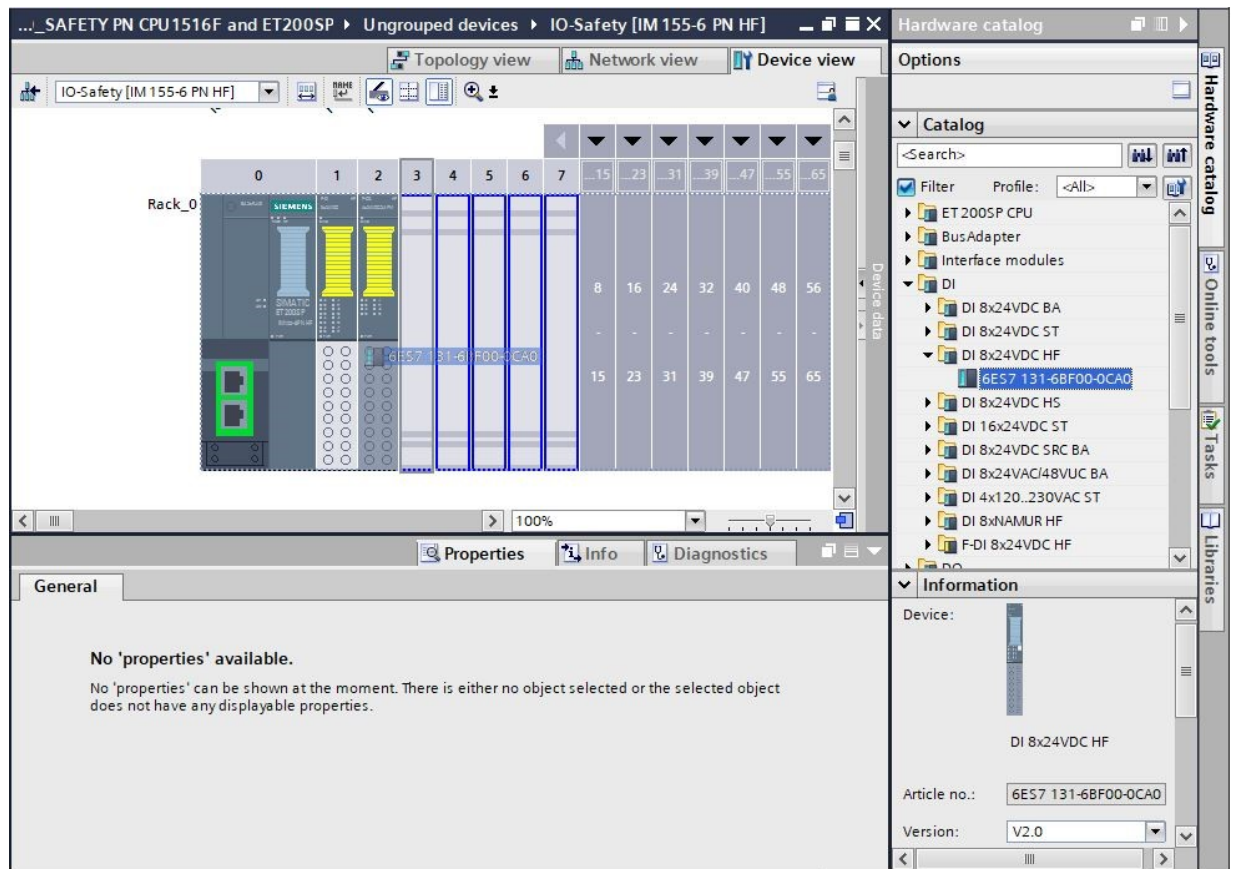 ..._SAFETY PN CPU1516F and ET200SP ▸ Ungrouped devices ▸ IO-Safety [IM 155-6 PN HF]
Topology view
Network view
Device view
IO-Safety [IM 155-6 PN HF]
NAME
0 1 2 3 4 5 6 7 ...15 ...23 ...31 ...39 ...47 ...55 ...65
Rack_0
SIEMENS
SIMATIC
ET 200SP
8 16 24 32 40 48 56
- - - - - - -
15 23 31 39 47 55 65
6ES7 131-6BF00-0CA0
Device data
100%
Properties
Info
Diagnostics
General
No 'properties' available.
No 'properties' can be shown at the moment. There is either no object selected or the selected object
does not have any displayable properties.
Hardware catalog
Options
Catalog
<Search>
Filter Profile: <All>
ET 200SP CPU
BusAdapter
Interface modules
DI
DI 8x24VDC BA
DI 8x24VDC ST
DI 8x24VDC HF
6ES7 131-6BF00-0CA0
DI 8x24VDC HS
DI 16x24VDC ST
DI 8x24VDC SRC BA
DI 8x24VAC/48VUC BA
DI 4x120..230VAC ST
DI 8xNAMUR HF
F-DI 8x24VDC HF
DO
Information
Device:
DI 8x24VDC HF
Article no.: 6ES7 131-6BF00-0CA0
Version: V2.0
Hardware catalog
Online tools
Tasks
Libraries